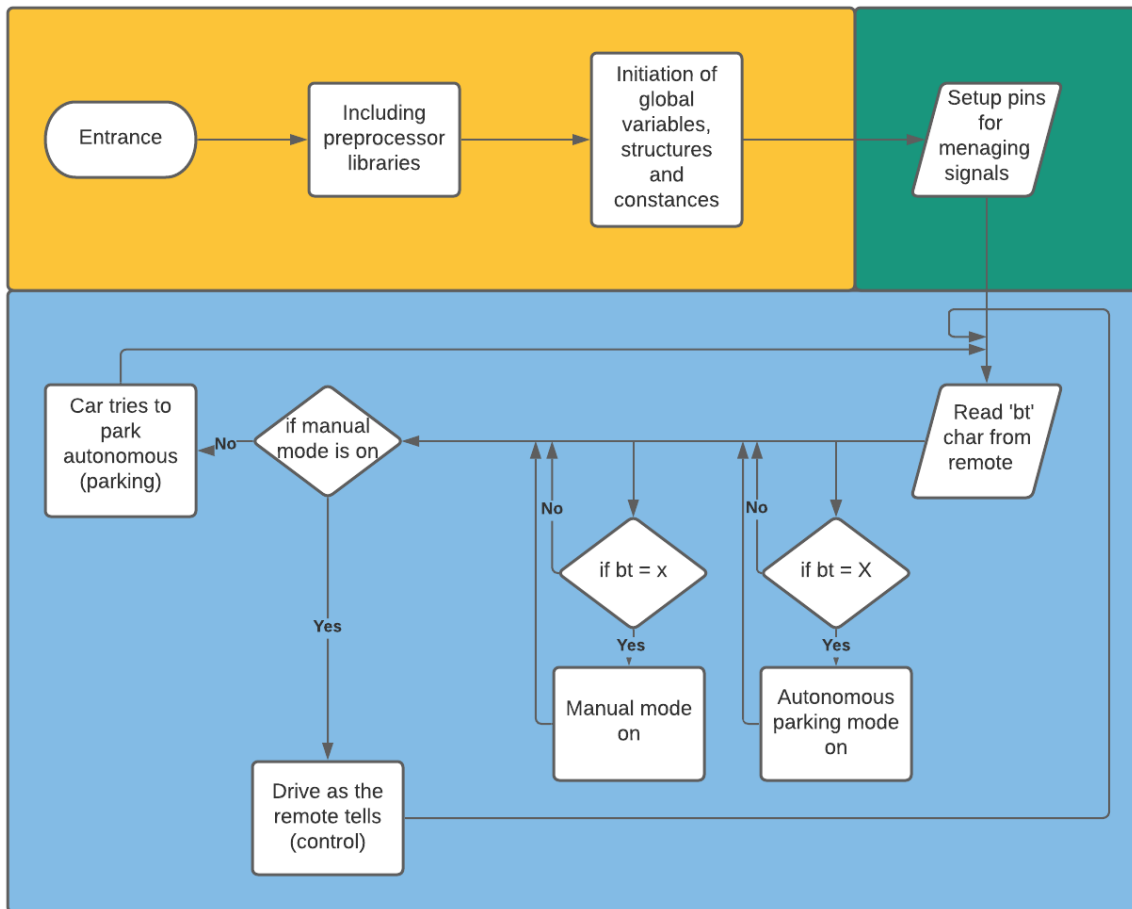 Entrance
Including
preprocessor
libraries
Initiation of
global
variables,
structures
and
constances
Setup pins
for
menaging
signals
Car tries to
park
autonomous
(parking)
No
if manual
mode is on
Read 'bt'
char from
remote
No
if bt = x
No
if bt = X
Yes
Yes
Yes
Manual mode
on
Autonomous
parking mode
on
Drive as the
remote tells
(control)